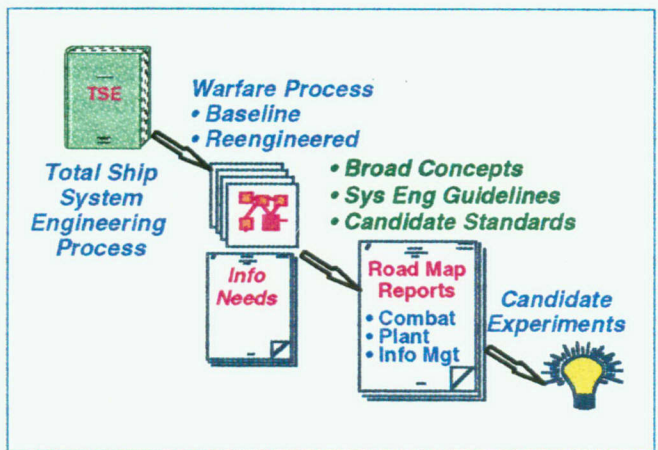 TSE
Total Ship
System
Engineering
Process
Warfare Process
• Baseline
• Reengineered
• Broad Concepts
• Sys Eng Guidelines
• Candidate Standards
Info
Needs
Road Map
Reports
• Combat
• Plant
• Info Mgt
Candidate
Experiments